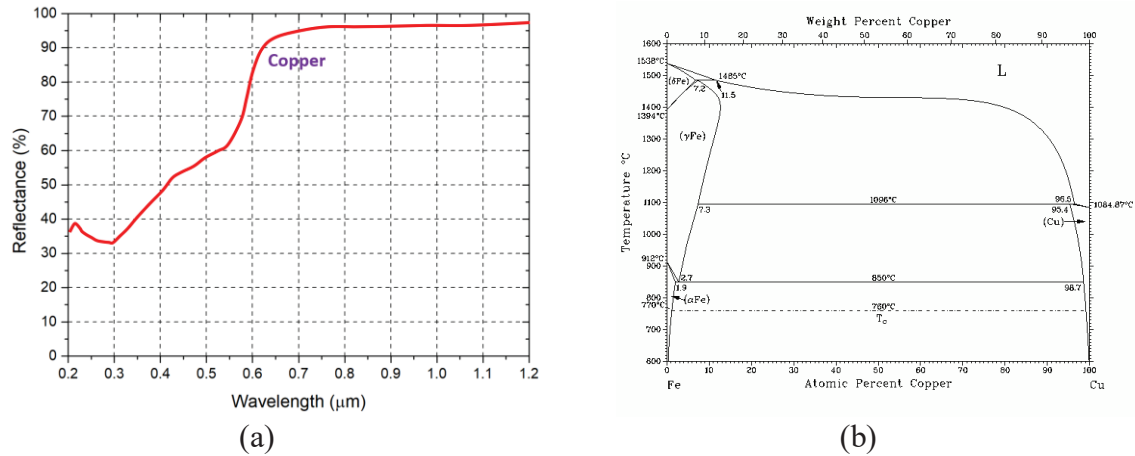 100
90
80
70
60
50
40
30
20
10
0
Reflectance (%)
Copper
0.2 0.3 0.4 0.5 0.6 0.7 0.8 0.9 1.0 1.1 1.2
Wavelength (μm)
(a)
Weight Percent Copper
0 10 20 30 40 50 60 70 80 90 100
1600
1538°C
1500
1400
1394°C
1300
1200
1100
1000
912°C
900
800
770°C
700
600
Temperature °C
L
1485°C
(δFe)
7.2
11.5
(γFe)
1096°C
7.3
96.5
95.4
1084.87°C
(Cu)
2.7
850°C
1.9
98.7
(αFe)
760°C
Tc
0 10 20 30 40 50 60 70 80 90 100
Fe Atomic Percent Copper Cu
(b)